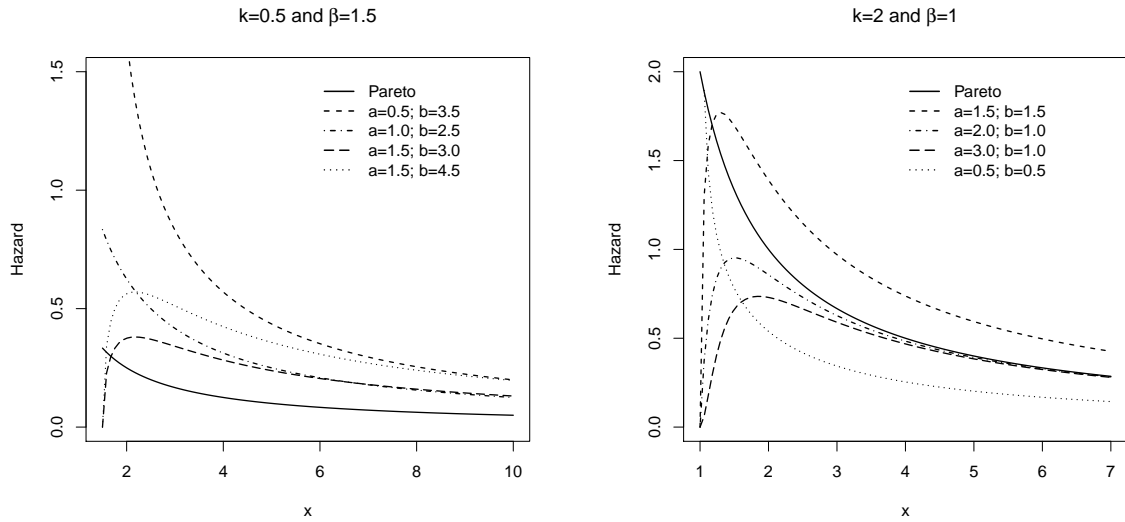 k=0.5 and β=1.5
Hazard
1.5
1.0
0.5
0.0
Pareto
a=0.5; b=3.5
a=1.0; b=2.5
a=1.5; b=3.0
a=1.5; b=4.5
2 4 6 8 10
x
k=2 and β=1
Hazard
2.0
1.5
1.0
0.5
0.0
Pareto
a=1.5; b=1.5
a=2.0; b=1.0
a=3.0; b=1.0
a=0.5; b=0.5
1 2 3 4 5 6 7
x